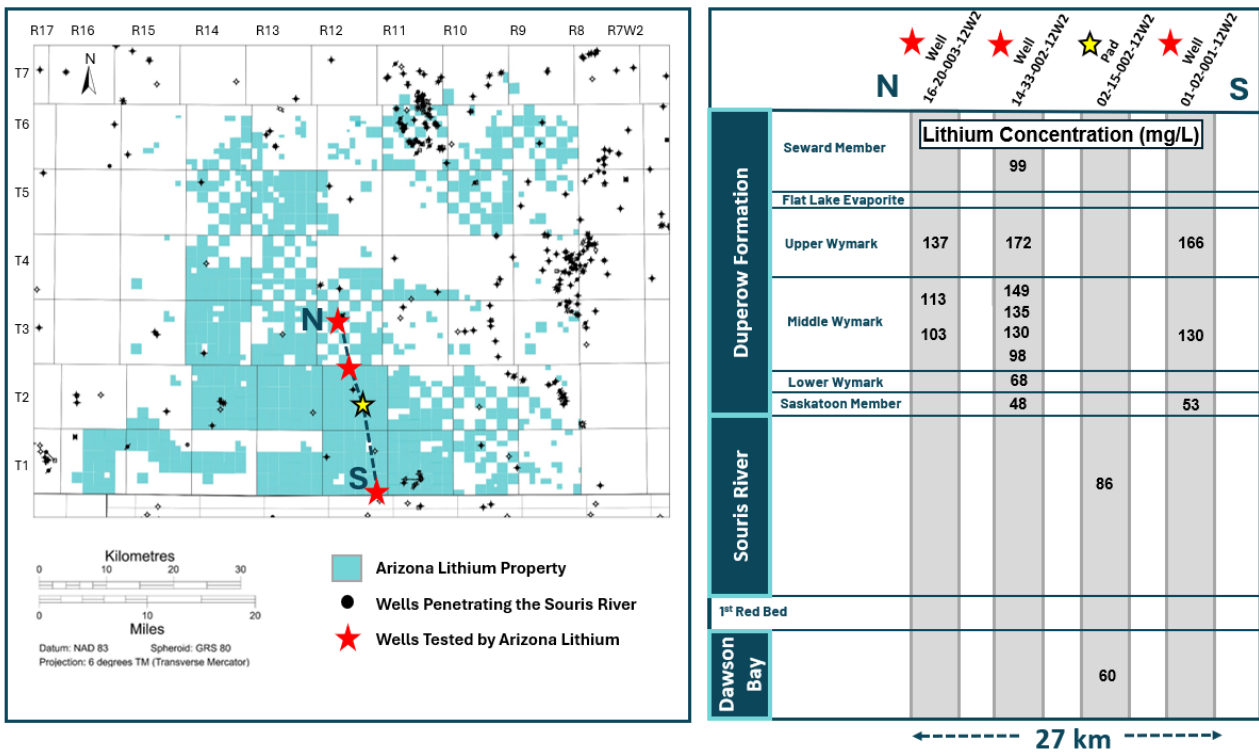 R17 R16 R15 R14 R13 R12 R11 R10 R9 R8 R7W2
N
T7
T6
T5
T4
T3
T2
T1
N
S
Kilometres
0 10 20 30
0 10 20
Miles
Datum: NAD 83 Spheroid: GRS 80
Projection: 6 degrees TM (Transverse Mercator)
Arizona Lithium Property
Wells Penetrating the Souris River
Wells Tested by Arizona Lithium
N
Well
16-20-003-12W2
Well
14-33-002-12W2
Pad
02-15-002-12W2
Well
01-02-001-12W2
S
Lithium Concentration (mg/L)
Duperow Formation
Seward Member
99
Flat Lake Evaporite
Upper Wymark
137 172 166
Middle Wymark
113 149
135
103 130 130
98
Lower Wymark
68
Saskatoon Member
48 53
Souris River
86
1st Red Bed
Dawson
Bay
60
27 km